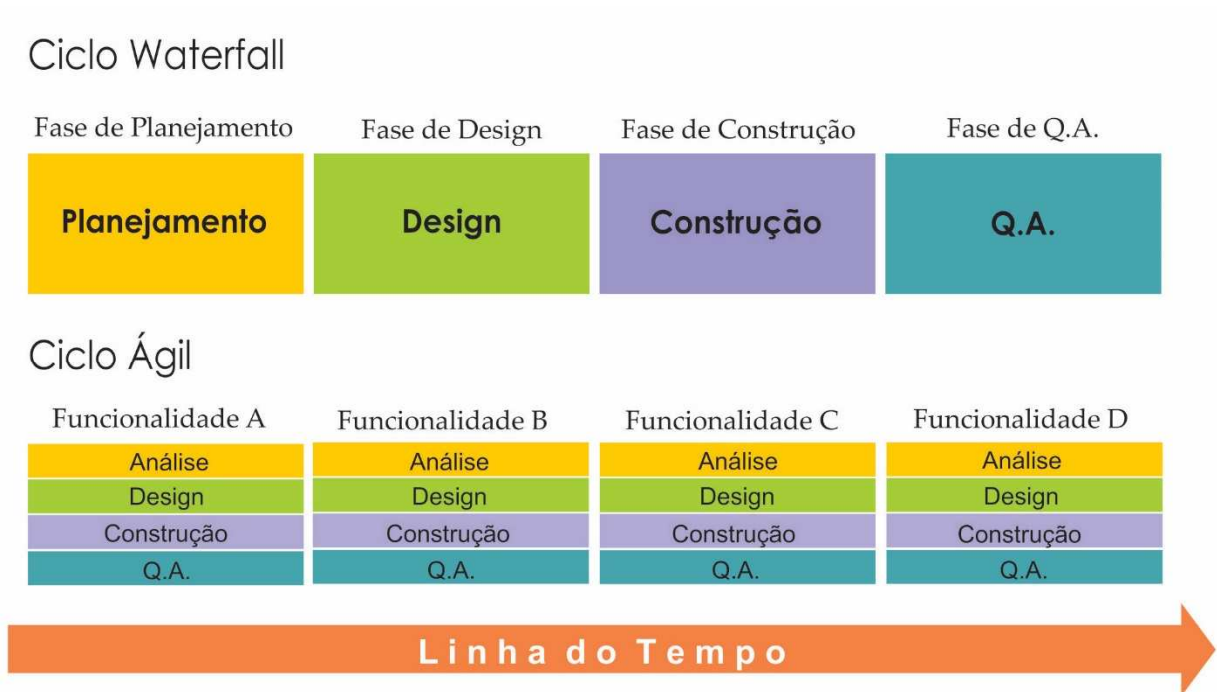 Ciclo Waterfall
Fase de Planejamento Fase de Design Fase de Construção Fase de Q.A.
Planejamento Design Construção Q.A.
Ciclo Ágil
Funcionalidade A Funcionalidade B Funcionalidade C Funcionalidade D
Análise Análise Análise Análise
Design Design Design Design
Construção Construção Construção Construção
Q.A. Q.A. Q.A. Q.A.
Linha do Tempo